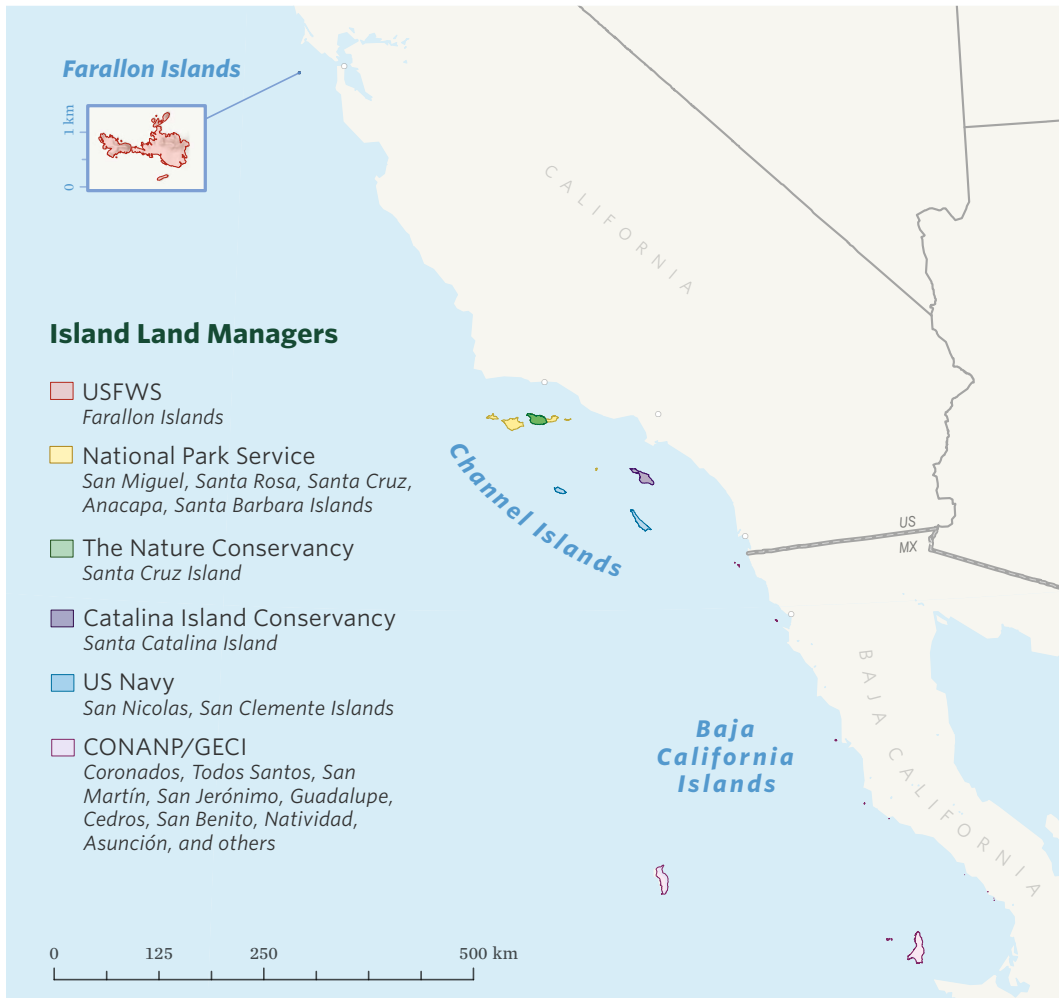 Farallon Islands
1 km
0
CALIFORNIA
Island Land Managers
USFWS
Farallon Islands
National Park Service
San Miguel, Santa Rosa, Santa Cruz,
Anacapa, Santa Barbara Islands
The Nature Conservancy
Santa Cruz Island
Catalina Island Conservancy
Santa Catalina Island
US Navy
San Nicolas, San Clemente Islands
CONANP/GECI
Coronados, Todos Santos, San
Martín, San Jerónimo, Guadalupe,
Cedros, San Benito, Natividad,
Asunción, and others
Channel Islands
US
MX
BAJA CALIFORNIA
Baja
California
Islands
0 125 250 500 km